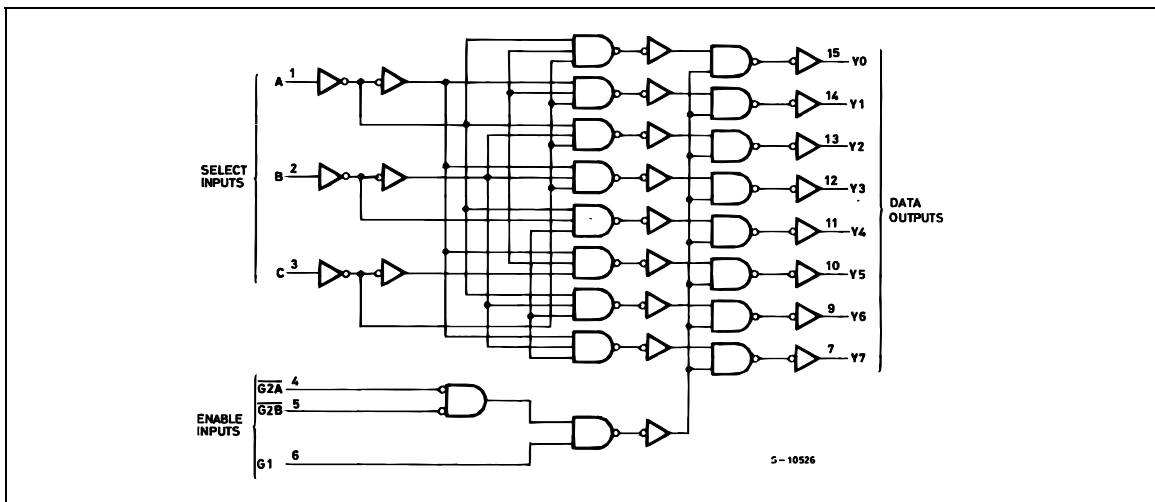 SELECT
INPUTS
A 1
B 2
C 3
ENABLE
INPUTS
G2A 4
G2B 5
G1 6
15 Y0
14 Y1
13 Y2
12 Y3
11 Y4
10 Y5
9 Y6
7 Y7
DATA
OUTPUTS
S-10526